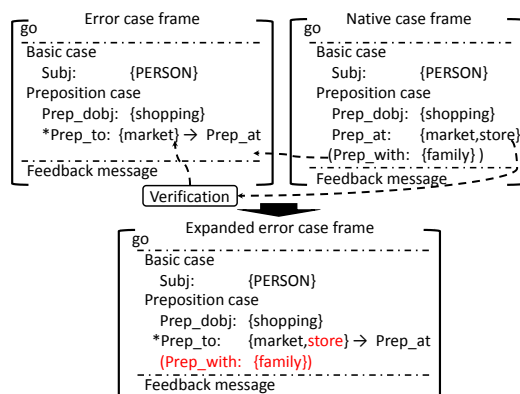 Error case frame
go
Basic case
Subj: {PERSON}
Preposition case
Prep_dobj: {shopping}
*Prep_to: {market} → Prep_at
Feedback message
Native case frame
go
Basic case
Subj: {PERSON}
Preposition case
Prep_dobj: {shopping}
Prep_at: {market,store}
(Prep_with: {family} )
Feedback message
Verification
Expanded error case frame
go
Basic case
Subj: {PERSON}
Preposition case
Prep_dobj: {shopping}
*Prep_to: {market,store} → Prep_at
(Prep_with: {family})
Feedback message